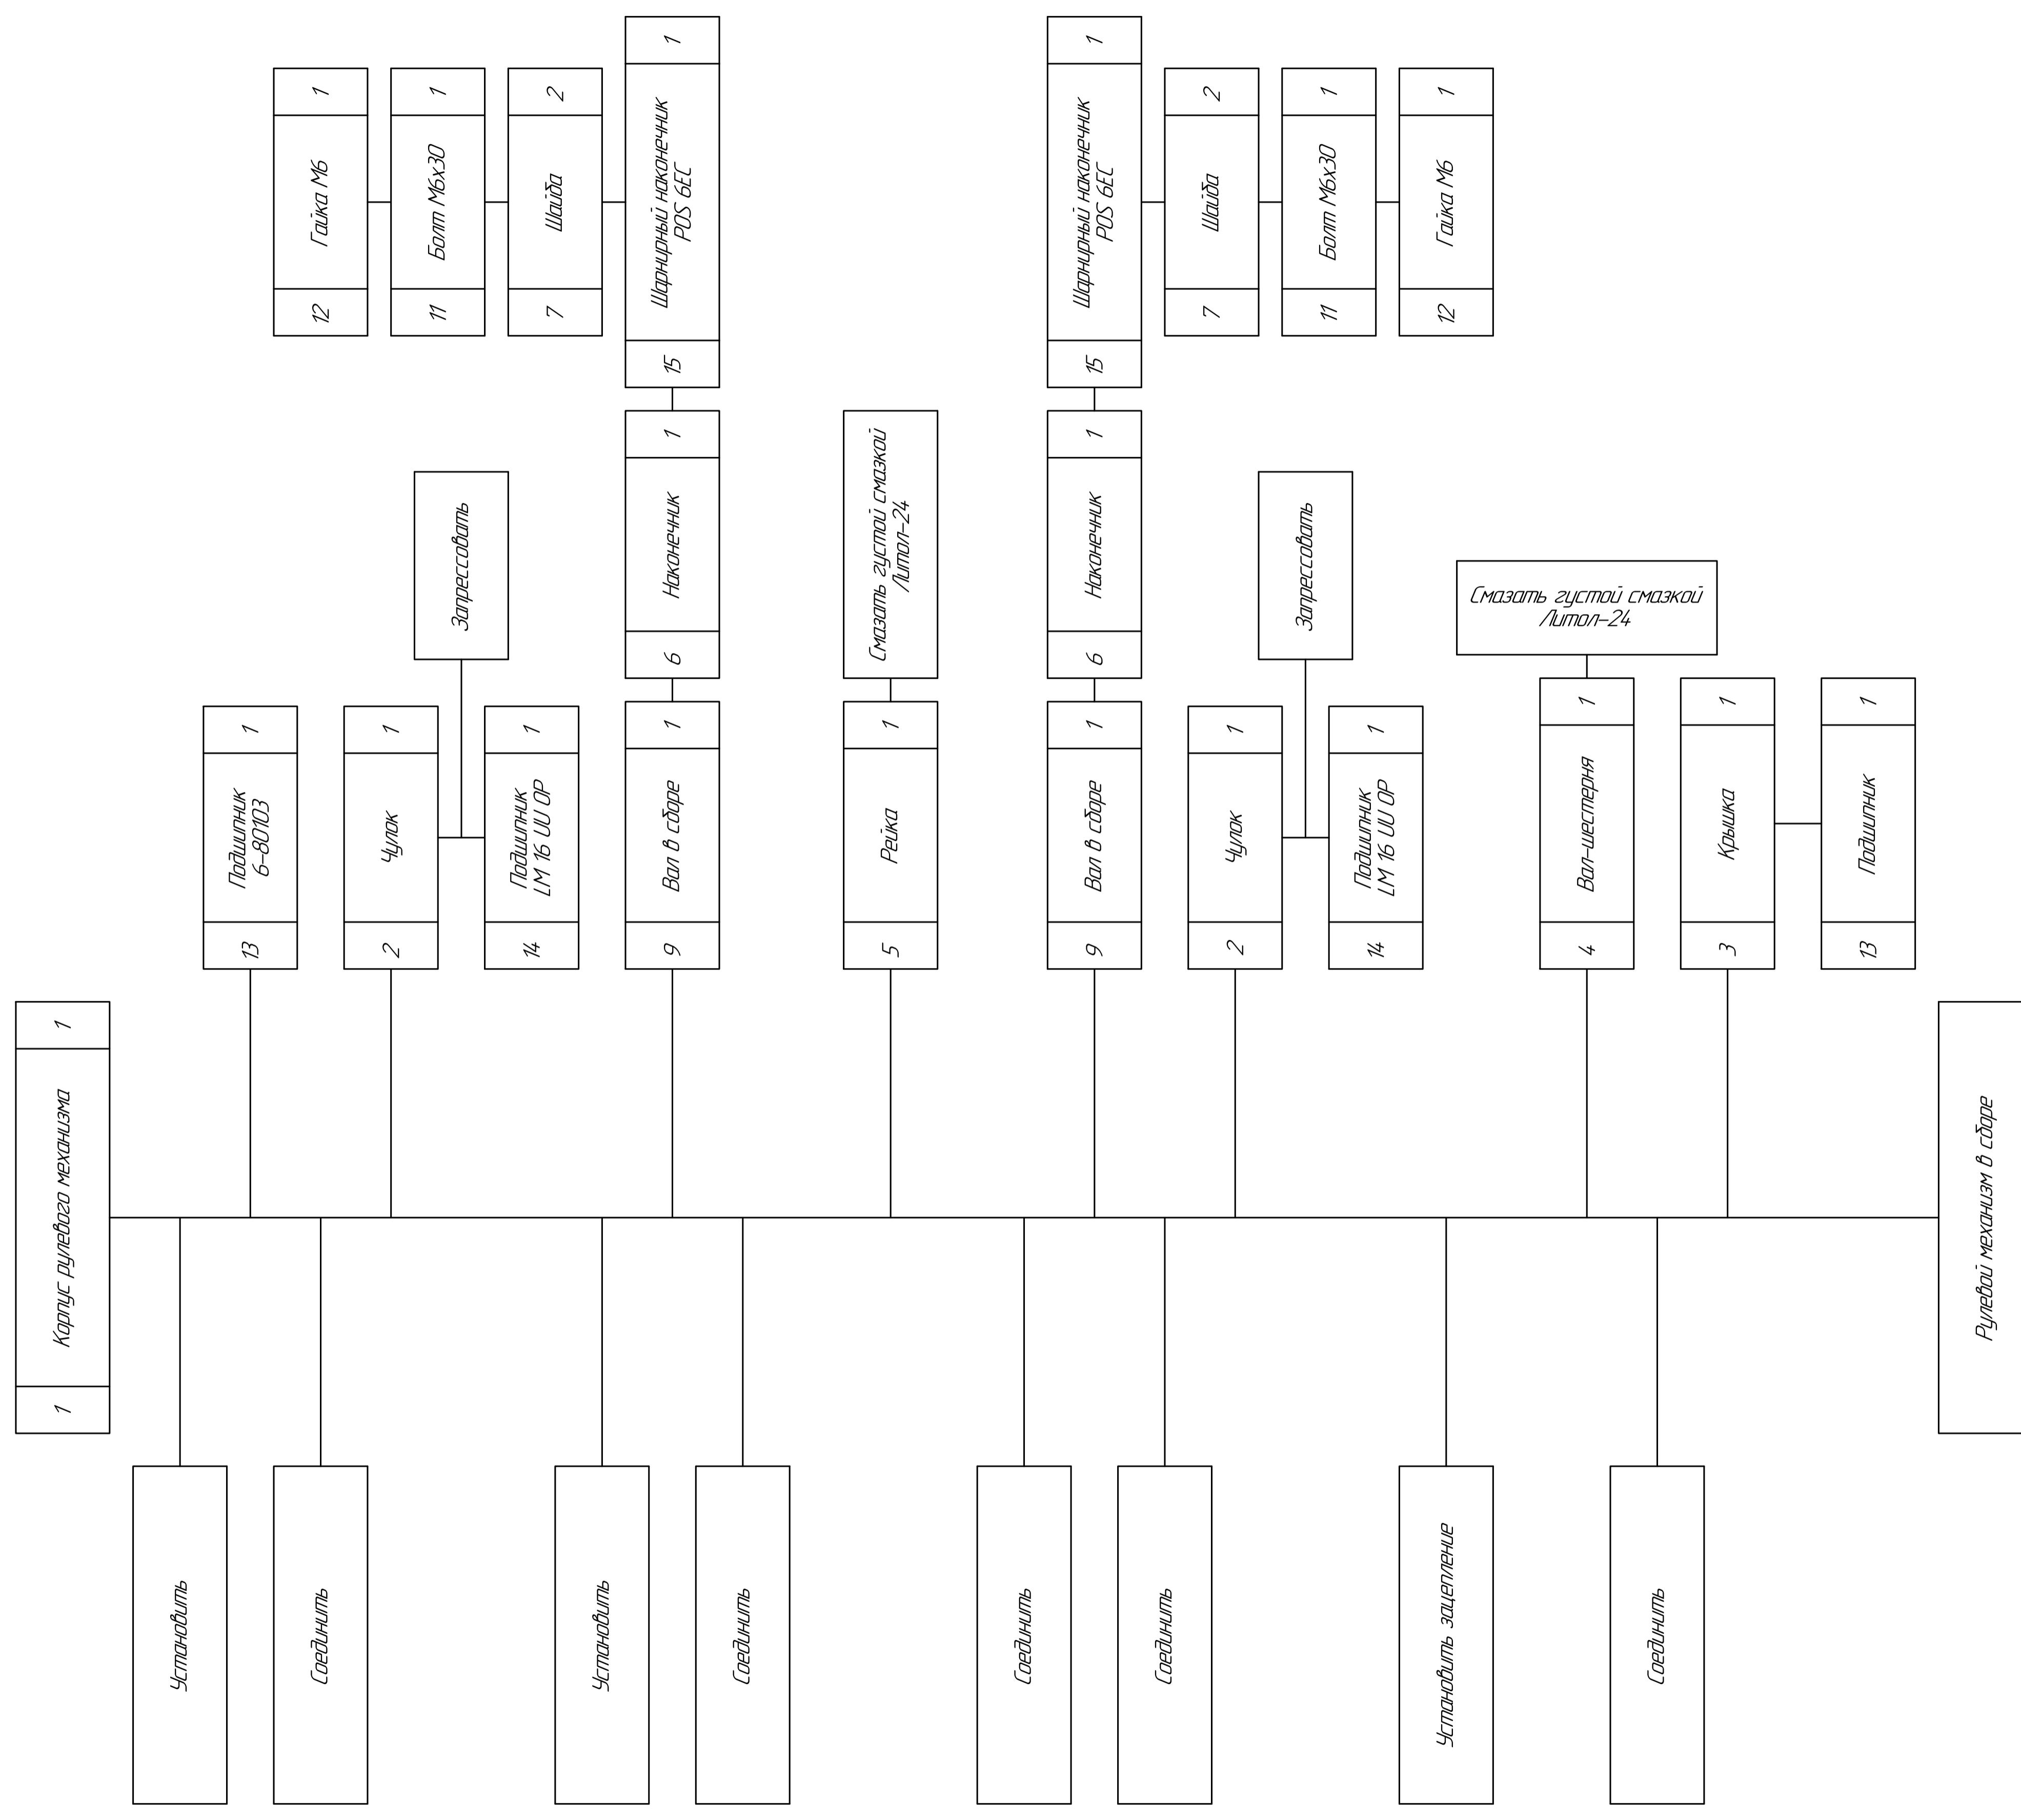 1
Корпус рулевого механизма
1
Установить
13
Подшипник
6-80103
1
Соединить
2
Чулок
1
Запрессовать
14
Подшипник
LM 16 UU OP
1
Установить
9
Вал в сборе
1
6
Наконечник
1
15
Шарнирный наконечник
POS 6EC
1
7
Шайба
2
11
Болт М6х30
1
12
Гайка М6
1
Соединить
5
Рейка
1
Смазать густой смазкой
Литол-24
Соединить
9
Вал в сборе
1
6
Наконечник
1
15
Шарнирный наконечник
POS 6EC
1
7
Шайба
2
11
Болт М6х30
1
12
Гайка М6
1
Соединить
2
Чулок
1
Запрессовать
14
Подшипник
LM 16 UU OP
1
Установить зацепление
4
Вал-шестерня
1
Смазать густой смазкой
Литол-24
Соединить
3
Крышка
1
13
Подшипник
1
Рулевой механизм в сборе